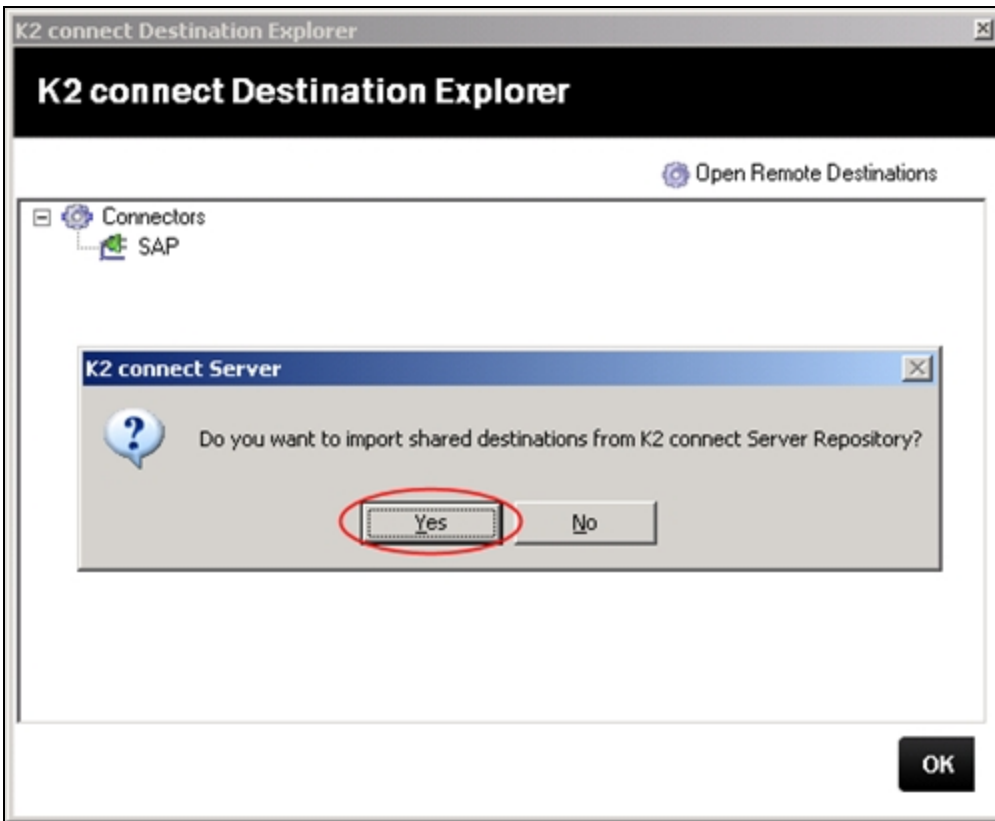 K2 connect Destination Explorer
K2 connect Destination Explorer
Open Remote Destinations
Connectors
SAP
K2 connect Server
Do you want to import shared destinations from K2 connect Server Repository?
Yes No
OK